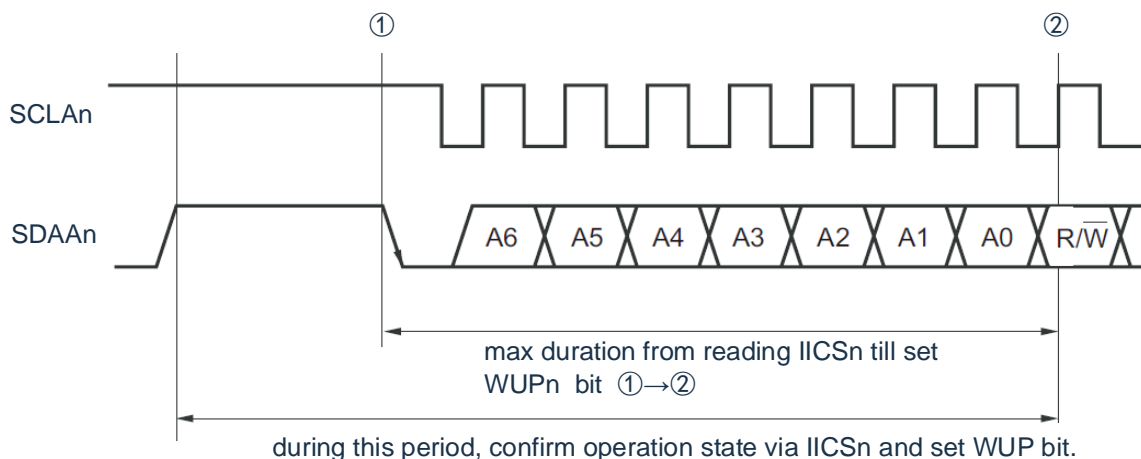 ① ②
SCLAn
SDAAn A6 A5 A4 A3 A2 A1 A0 R/W̅
max duration from reading IICSn till set
WUPn bit ①→②
during this period, confirm operation state via IICSn and set WUP bit.